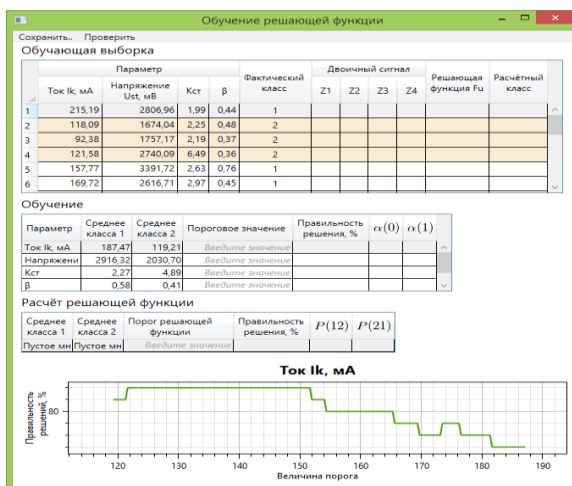 Обучение решающей функции
Сохранить.. Проверить
Обучающая выборка
Параметр Фактический класс Двоичный сигнал Решающая функция Fu Расчётный класс
Ток Ik, мА Напряжение Ust, мВ Кст β Z1 Z2 Z3 Z4
1 215,19 2806,96 1,99 0,44 1
2 118,09 1674,04 2,25 0,48 2
3 92,38 1757,17 2,19 0,37 2
4 121,58 2740,09 6,49 0,36 2
5 157,77 3391,72 2,63 0,76 1
6 169,72 2616,71 2,97 0,45 1
Обучение
Параметр Среднее класса 1 Среднее класса 2 Пороговое значение Правильность решения, % α(0) α(1)
Ток Ik, мА 187,47 119,21 Введите значение
Напряжени 2916,32 2030,70 Введите значение
Кст 2,27 4,89 Введите значение
β 0,58 0,41 Введите значение
Расчёт решающей функции
Среднее класса 1 Среднее класса 2 Порог решающей функции Правильность решения, % P(12) P(21)
Пустое мн Пустое мн Введите значение
Ток Ik, мА
Правильность решений, %
80
120 130 140 150 160 170 180 190
Величина порога